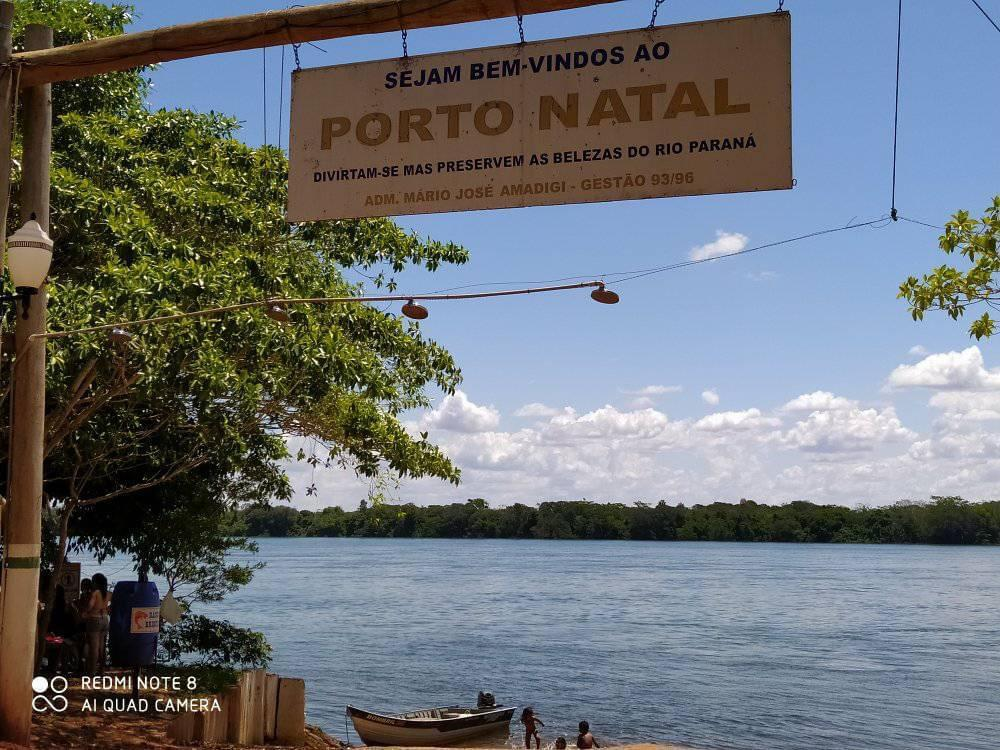 SEJAM BEM-VINDOS AO
PORTO NATAL
DIVIRTAM-SE MAS PRESERVEM AS BELEZAS DO RIO PARANÁ
ADM. MÁRIO JOSÉ AMADIGI - GESTÃO 93/96
REDMI NOTE 8
AI QUAD CAMERA